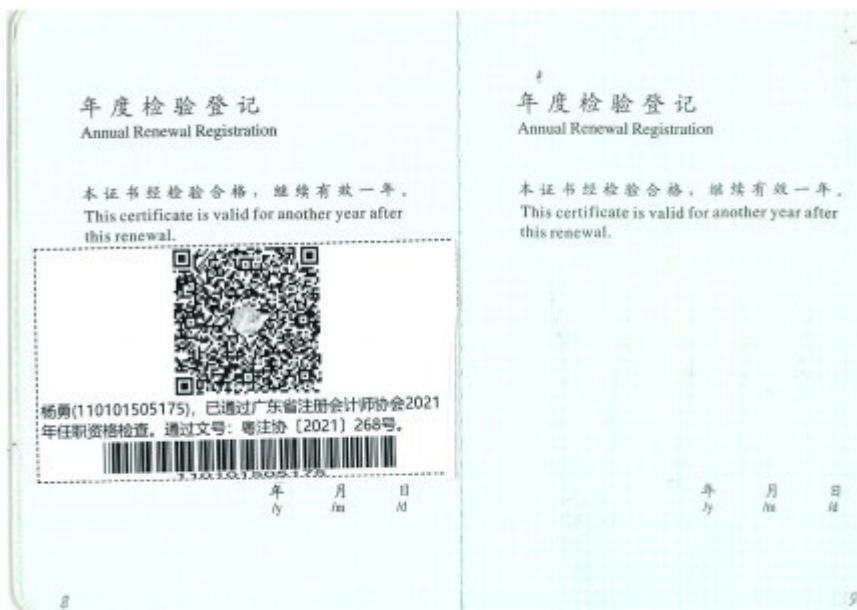 年度检验登记
Annual Renewal Registration
本证书经检验合格，继续有效一年。
This certificate is valid for another year after
this renewal.
杨勇(110101505175)，已通过广东省注册会计师协会2021
年任职资格检查。通过文号：粤注协〔2021〕268号。
110101505175
年 月 日
/y /m /d
8
年度检验登记
Annual Renewal Registration
本证书经检验合格，继续有效一年。
This certificate is valid for another year after
this renewal.
年 月 日
/y /m /d
9